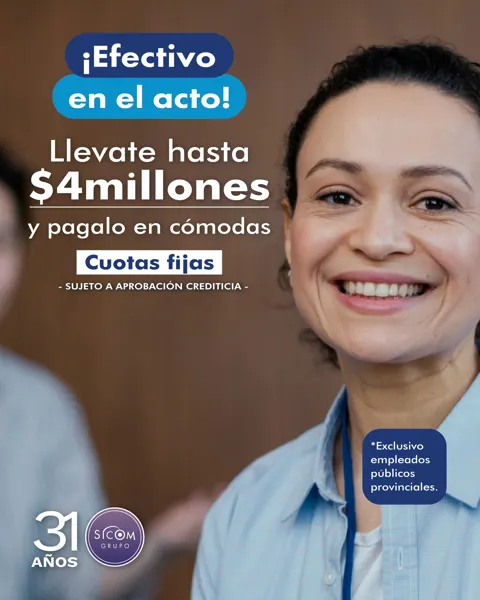 ¡Efectivo
en el acto!
Llevate hasta
$4millones
y pagalo en cómodas
Cuotas fijas
- SUJETO A APROBACIÓN CREDITICIA -
*Exclusivo
empleados
públicos
provinciales.
31
AÑOS
SICOM
GRUPO